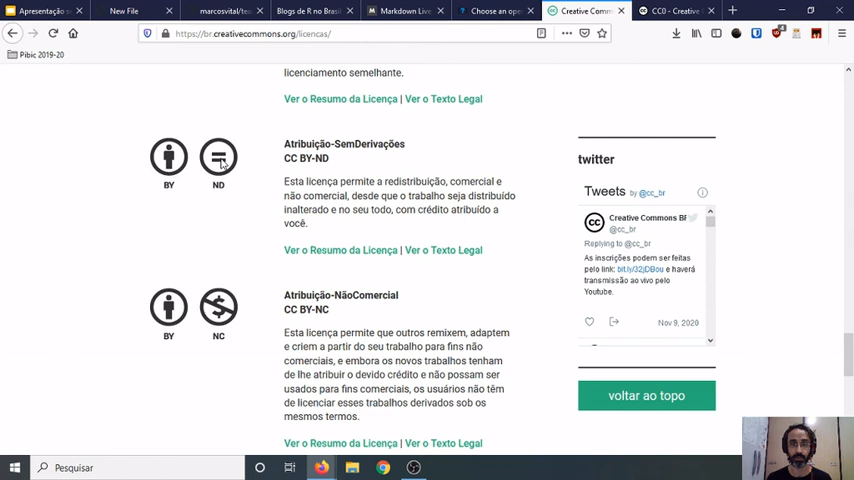 Apresentação s
New File
marcosvital/tea
Blogs de R no Brasil
Markdown Live
Choose an open
Creative Comm
CC0 - Creative C
https://br.creativecommons.org/licencas/
Pibic 2019-20
licenciamento semelhante.
Ver o Resumo da Licença | Ver o Texto Legal
BY
ND
Atribuição-SemDerivações
CC BY-ND
Esta licença permite a redistribuição, comercial e
não comercial, desde que o trabalho seja distribuído
inalterado e no seu todo, com crédito atribuído a
você.
Ver o Resumo da Licença | Ver o Texto Legal
BY
NC
Atribuição-NãoComercial
CC BY-NC
Esta licença permite que outros remixem, adaptem
e criem a partir do seu trabalho para fins não
comerciais, e embora os novos trabalhos tenham
de lhe atribuir o devido crédito e não possam ser
usados para fins comerciais, os usuários não têm
de licenciar esses trabalhos derivados sob os
mesmos termos.
Ver o Resumo da Licença | Ver o Texto Legal
twitter
Tweets by @cc_br
Creative Commons BR
@cc_br
Replying to @cc_br
As inscrições podem ser feitas
pelo link: bit.ly/32jDBou e haverá
transmissão ao vivo pelo
Youtube.
Nov 9, 2020
voltar ao topo
Pesquisar